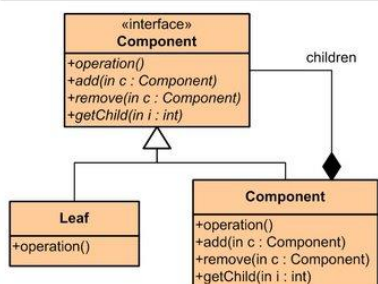 «interface»
Component
+operation()
+add(in c : Component)
+remove(in c : Component)
+getChild(in i : int)
children
Leaf
+operation()
Component
+operation()
+add(in c : Component)
+remove(in c : Component)
+getChild(in i : int)